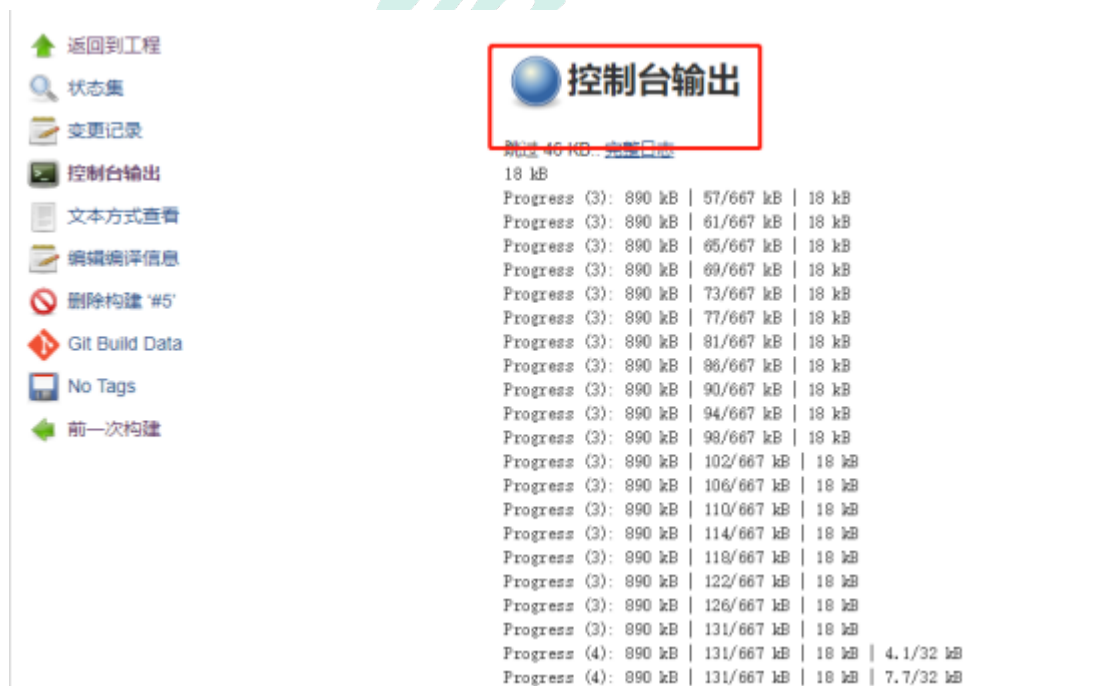 返回到工程
状态集
变更记录
控制台输出
文本方式查看
编辑编译信息
删除构建 '#5'
Git Build Data
No Tags
前一次构建
控制台输出
跳过 46 KB.. 完整日志
18 kB
Progress (3): 890 kB | 57/667 kB | 18 kB
Progress (3): 890 kB | 61/667 kB | 18 kB
Progress (3): 890 kB | 65/667 kB | 18 kB
Progress (3): 890 kB | 69/667 kB | 18 kB
Progress (3): 890 kB | 73/667 kB | 18 kB
Progress (3): 890 kB | 77/667 kB | 18 kB
Progress (3): 890 kB | 81/667 kB | 18 kB
Progress (3): 890 kB | 86/667 kB | 18 kB
Progress (3): 890 kB | 90/667 kB | 18 kB
Progress (3): 890 kB | 94/667 kB | 18 kB
Progress (3): 890 kB | 98/667 kB | 18 kB
Progress (3): 890 kB | 102/667 kB | 18 kB
Progress (3): 890 kB | 106/667 kB | 18 kB
Progress (3): 890 kB | 110/667 kB | 18 kB
Progress (3): 890 kB | 114/667 kB | 18 kB
Progress (3): 890 kB | 118/667 kB | 18 kB
Progress (3): 890 kB | 122/667 kB | 18 kB
Progress (3): 890 kB | 126/667 kB | 18 kB
Progress (3): 890 kB | 131/667 kB | 18 kB
Progress (4): 890 kB | 131/667 kB | 18 kB | 4.1/32 kB
Progress (4): 890 kB | 131/667 kB | 18 kB | 7.7/32 kB